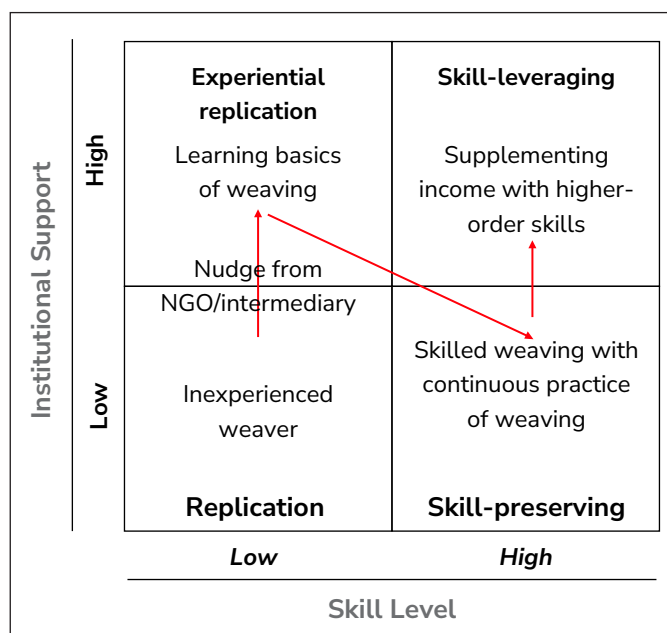 Institutional Support
High
Low
Experiential
replication
Learning basics
of weaving
Nudge from
NGO/intermediary
Inexperienced
weaver
Replication
Skill-leveraging
Supplementing
income with higher-
order skills
Skilled weaving with
continuous practice
of weaving
Skill-preserving
Low
High
Skill Level